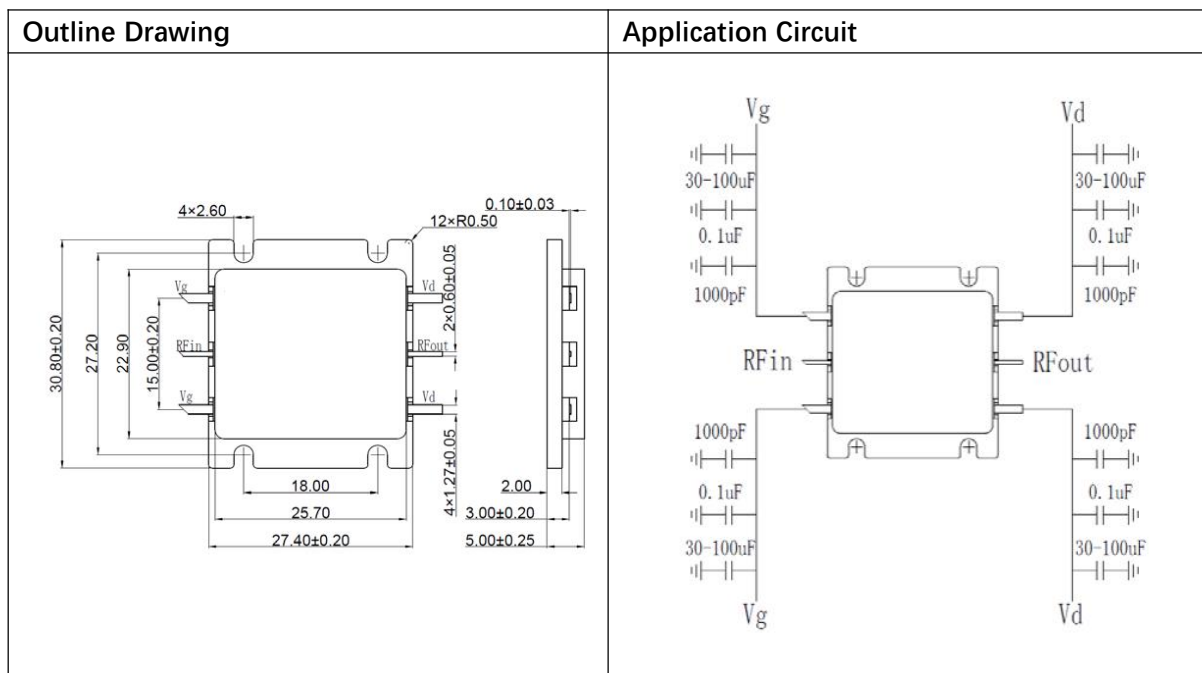 Outline Drawing
Application Circuit
4×2.60
12×R0.50
0.10±0.03
30.80±0.20
27.20
22.90
15.00±0.20
Vg
RFin
Vg
Vd
RFout
Vd
2×0.60±0.05
4×1.27±0.05
18.00
25.70
27.40±0.20
2.00
3.00±0.20
5.00±0.25
Vg
Vd
30-100uF
30-100uF
0.1uF
0.1uF
1000pF
1000pF
RFin
RFout
1000pF
1000pF
0.1uF
0.1uF
30-100uF
30-100uF
Vg
Vd